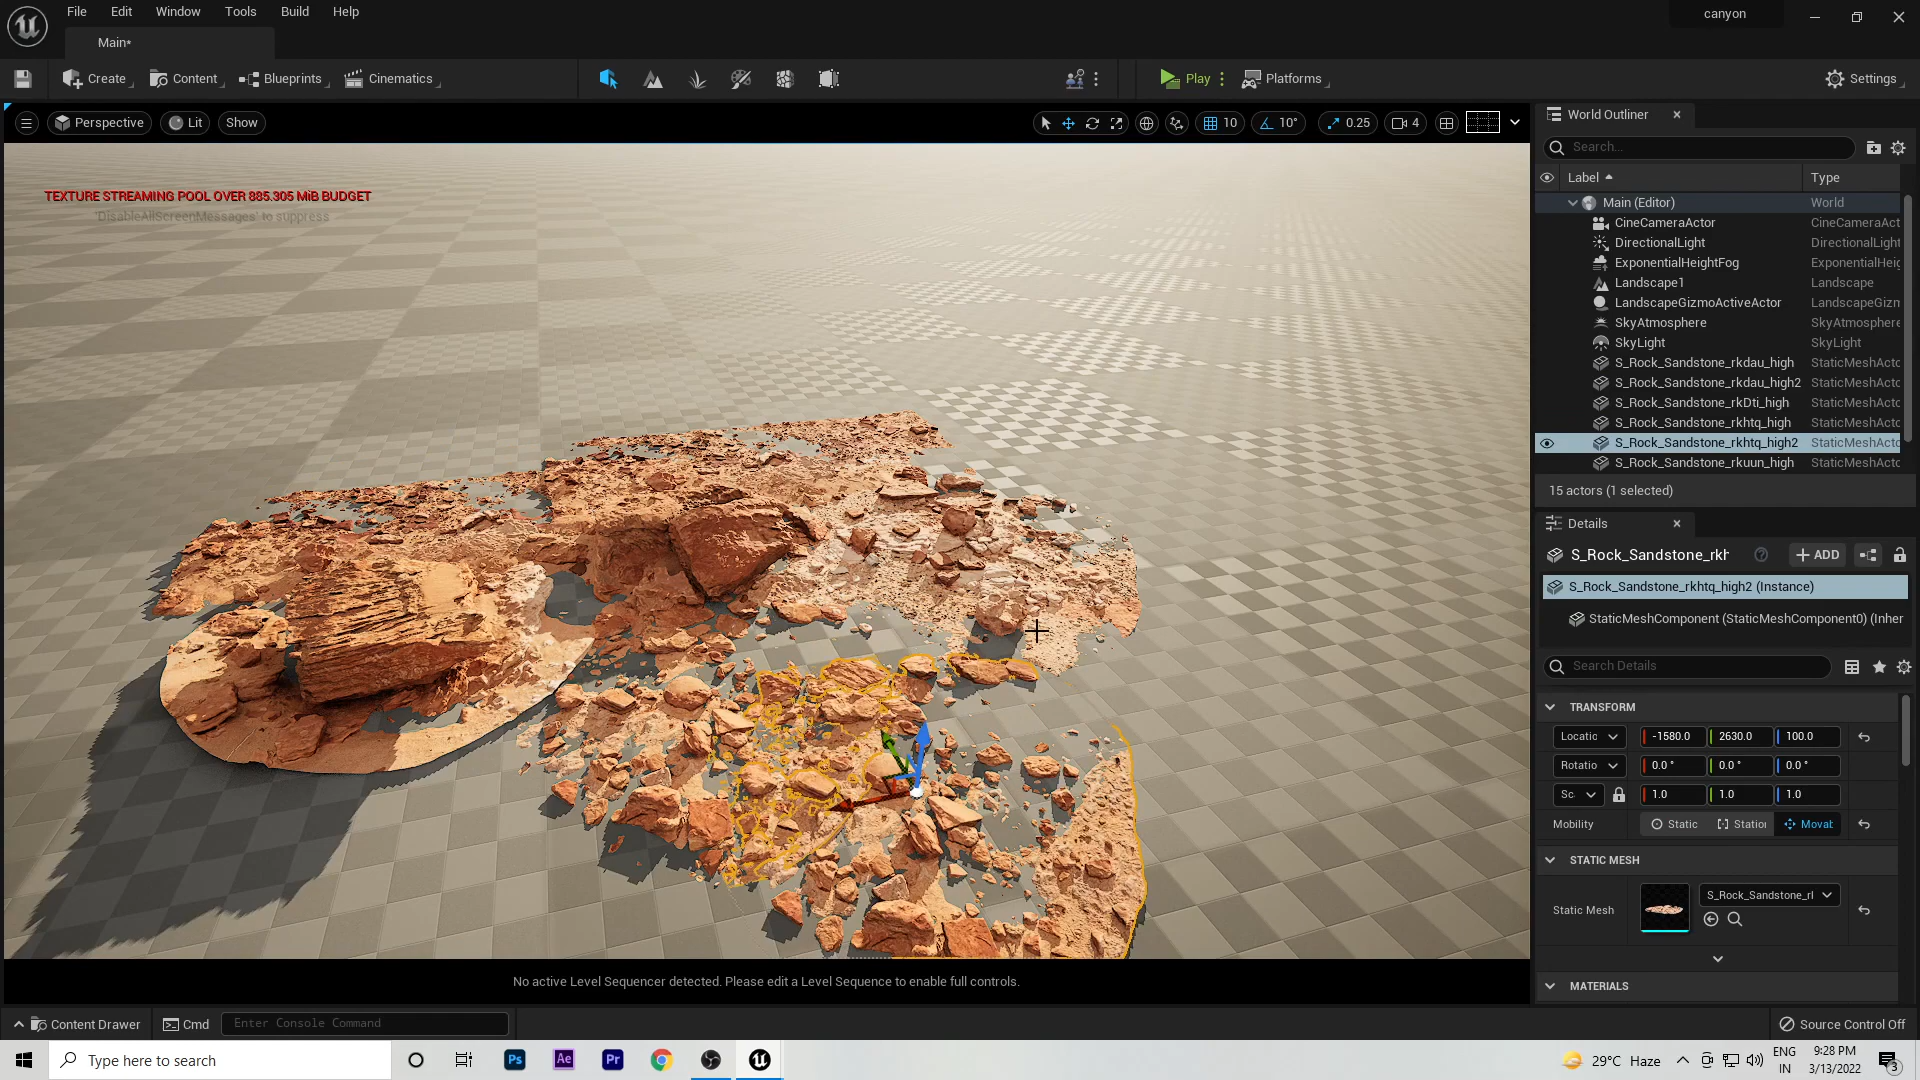 File Edit Window Tools Build Help
canyon
Main*
Create Content Blueprints Cinematics
Play Platforms
Settings
Perspective Lit Show
10 10° 0.25 4
TEXTURE STREAMING POOL OVER 885.305 MiB BUDGET
'DisableAllScreenMessages' to suppress
No active Level Sequencer detected. Please edit a Level Sequence to enable full controls.
World Outliner
Search...
Label Type
Main (Editor) World
CineCameraActor CineCameraAct
DirectionalLight DirectionalLight
ExponentialHeightFog ExponentialHeig
Landscape1 Landscape
LandscapeGizmoActiveActor LandscapeGizm
SkyAtmosphere SkyAtmosphere
SkyLight SkyLight
S_Rock_Sandstone_rkdau_high StaticMeshActo
S_Rock_Sandstone_rkdau_high2 StaticMeshActo
S_Rock_Sandstone_rkDti_high StaticMeshActo
S_Rock_Sandstone_rkhtq_high StaticMeshActo
S_Rock_Sandstone_rkhtq_high2 StaticMeshActo
S_Rock_Sandstone_rkuun_high StaticMeshActo
15 actors (1 selected)
Details
S_Rock_Sandstone_rkh
ADD
S_Rock_Sandstone_rkhtq_high2 (Instance)
StaticMeshComponent (StaticMeshComponent0) (Inher
Search Details
TRANSFORM
Locatic -1580.0 2630.0 100.0
Rotatio 0.0 ° 0.0 ° 0.0 °
Sc 1.0 1.0 1.0
Mobility Static Station Movab
STATIC MESH
Static Mesh S_Rock_Sandstone_rl
MATERIALS
Content Drawer Cmd Enter Console Command
Source Control Off
Type here to search
Ps Ae Pr
29°C Haze
ENG
IN
9:28 PM
3/13/2022
3